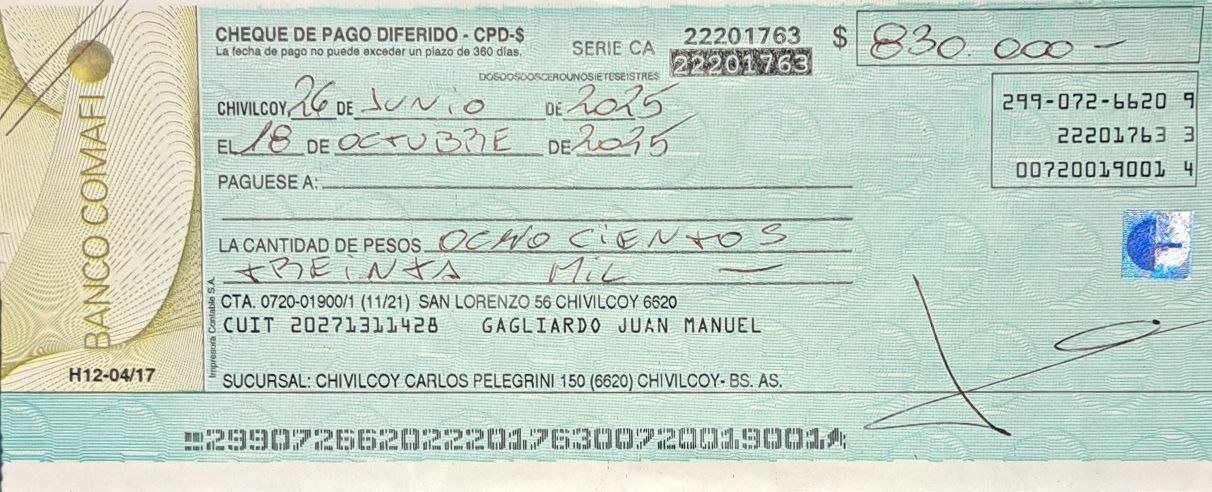 CHEQUE DE PAGO DIFERIDO - CPD-$
La fecha de pago no puede exceder un plazo de 360 días.
SERIE CA
22201763
22201763
DOSDOSDOSCEROUNOSIETESEISTRES
$ 830.000 —
299-072-6620 9
22201763 3
00720019001 4
CHIVILCOY, 26 DE JUNIO DE 2025
EL 18 DE OCTUBRE DE 2025
PAGUESE A:
LA CANTIDAD DE PESOS OCHOCIENTOS
TREINTA MIL —
CTA. 0720-01900/1 (11/21) SAN LORENZO 56 CHIVILCOY 6620
CUIT 20271311428 GAGLIARDO JUAN MANUEL
SUCURSAL: CHIVILCOY CARLOS PELEGRINI 150 (6620) CHIVILCOY- BS. AS.
BANCO COMAFI
H12-04/17
Impresora Contable S.A.
29907266202220176300720019001